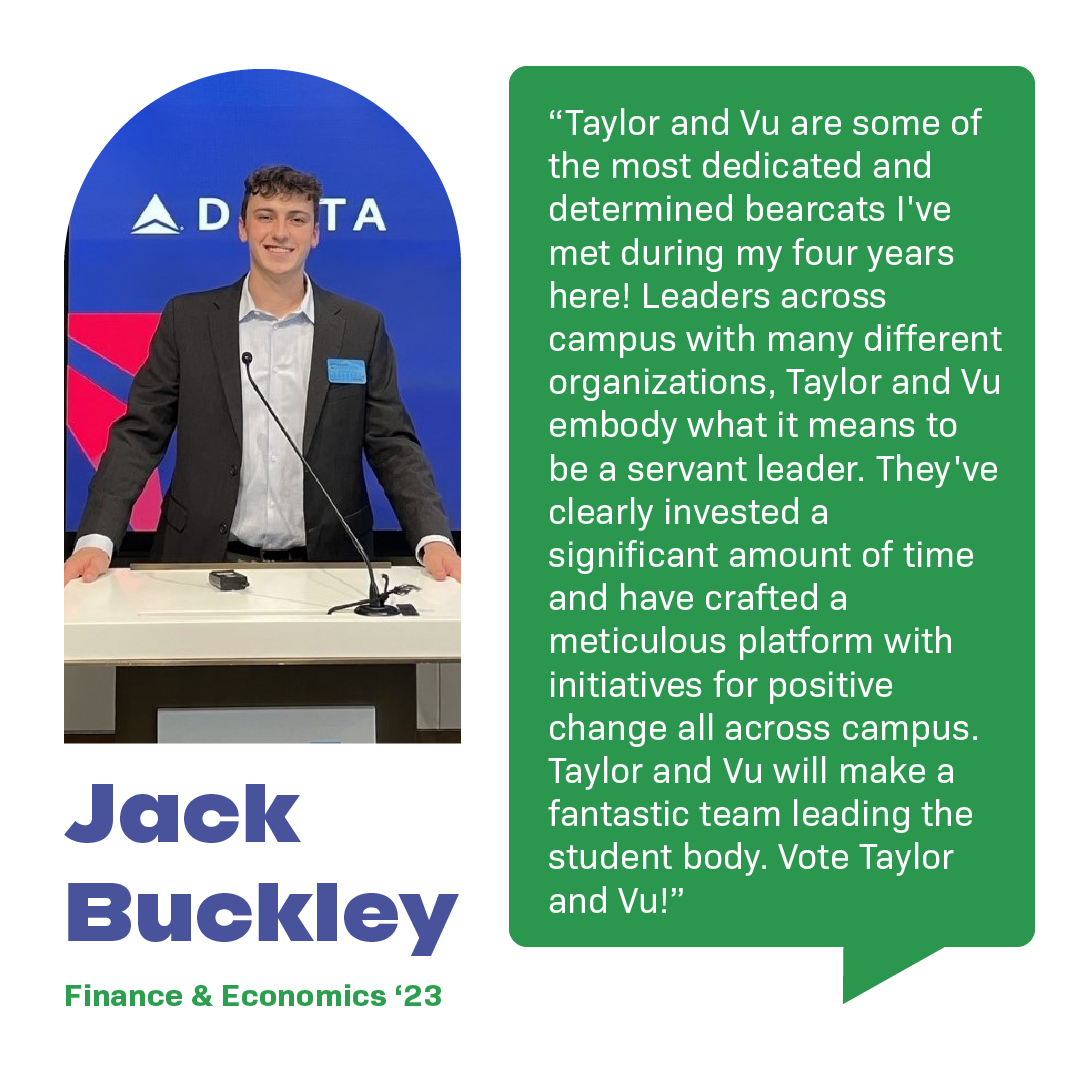 DELTA
Jack
Buckley
Finance & Economics ‘23
“Taylor and Vu are some of
the most dedicated and
determined bearcats I've
met during my four years
here! Leaders across
campus with many different
organizations, Taylor and Vu
embody what it means to
be a servant leader. They've
clearly invested a
significant amount of time
and have crafted a
meticulous platform with
initiatives for positive
change all across campus.
Taylor and Vu will make a
fantastic team leading the
student body. Vote Taylor
and Vu!”